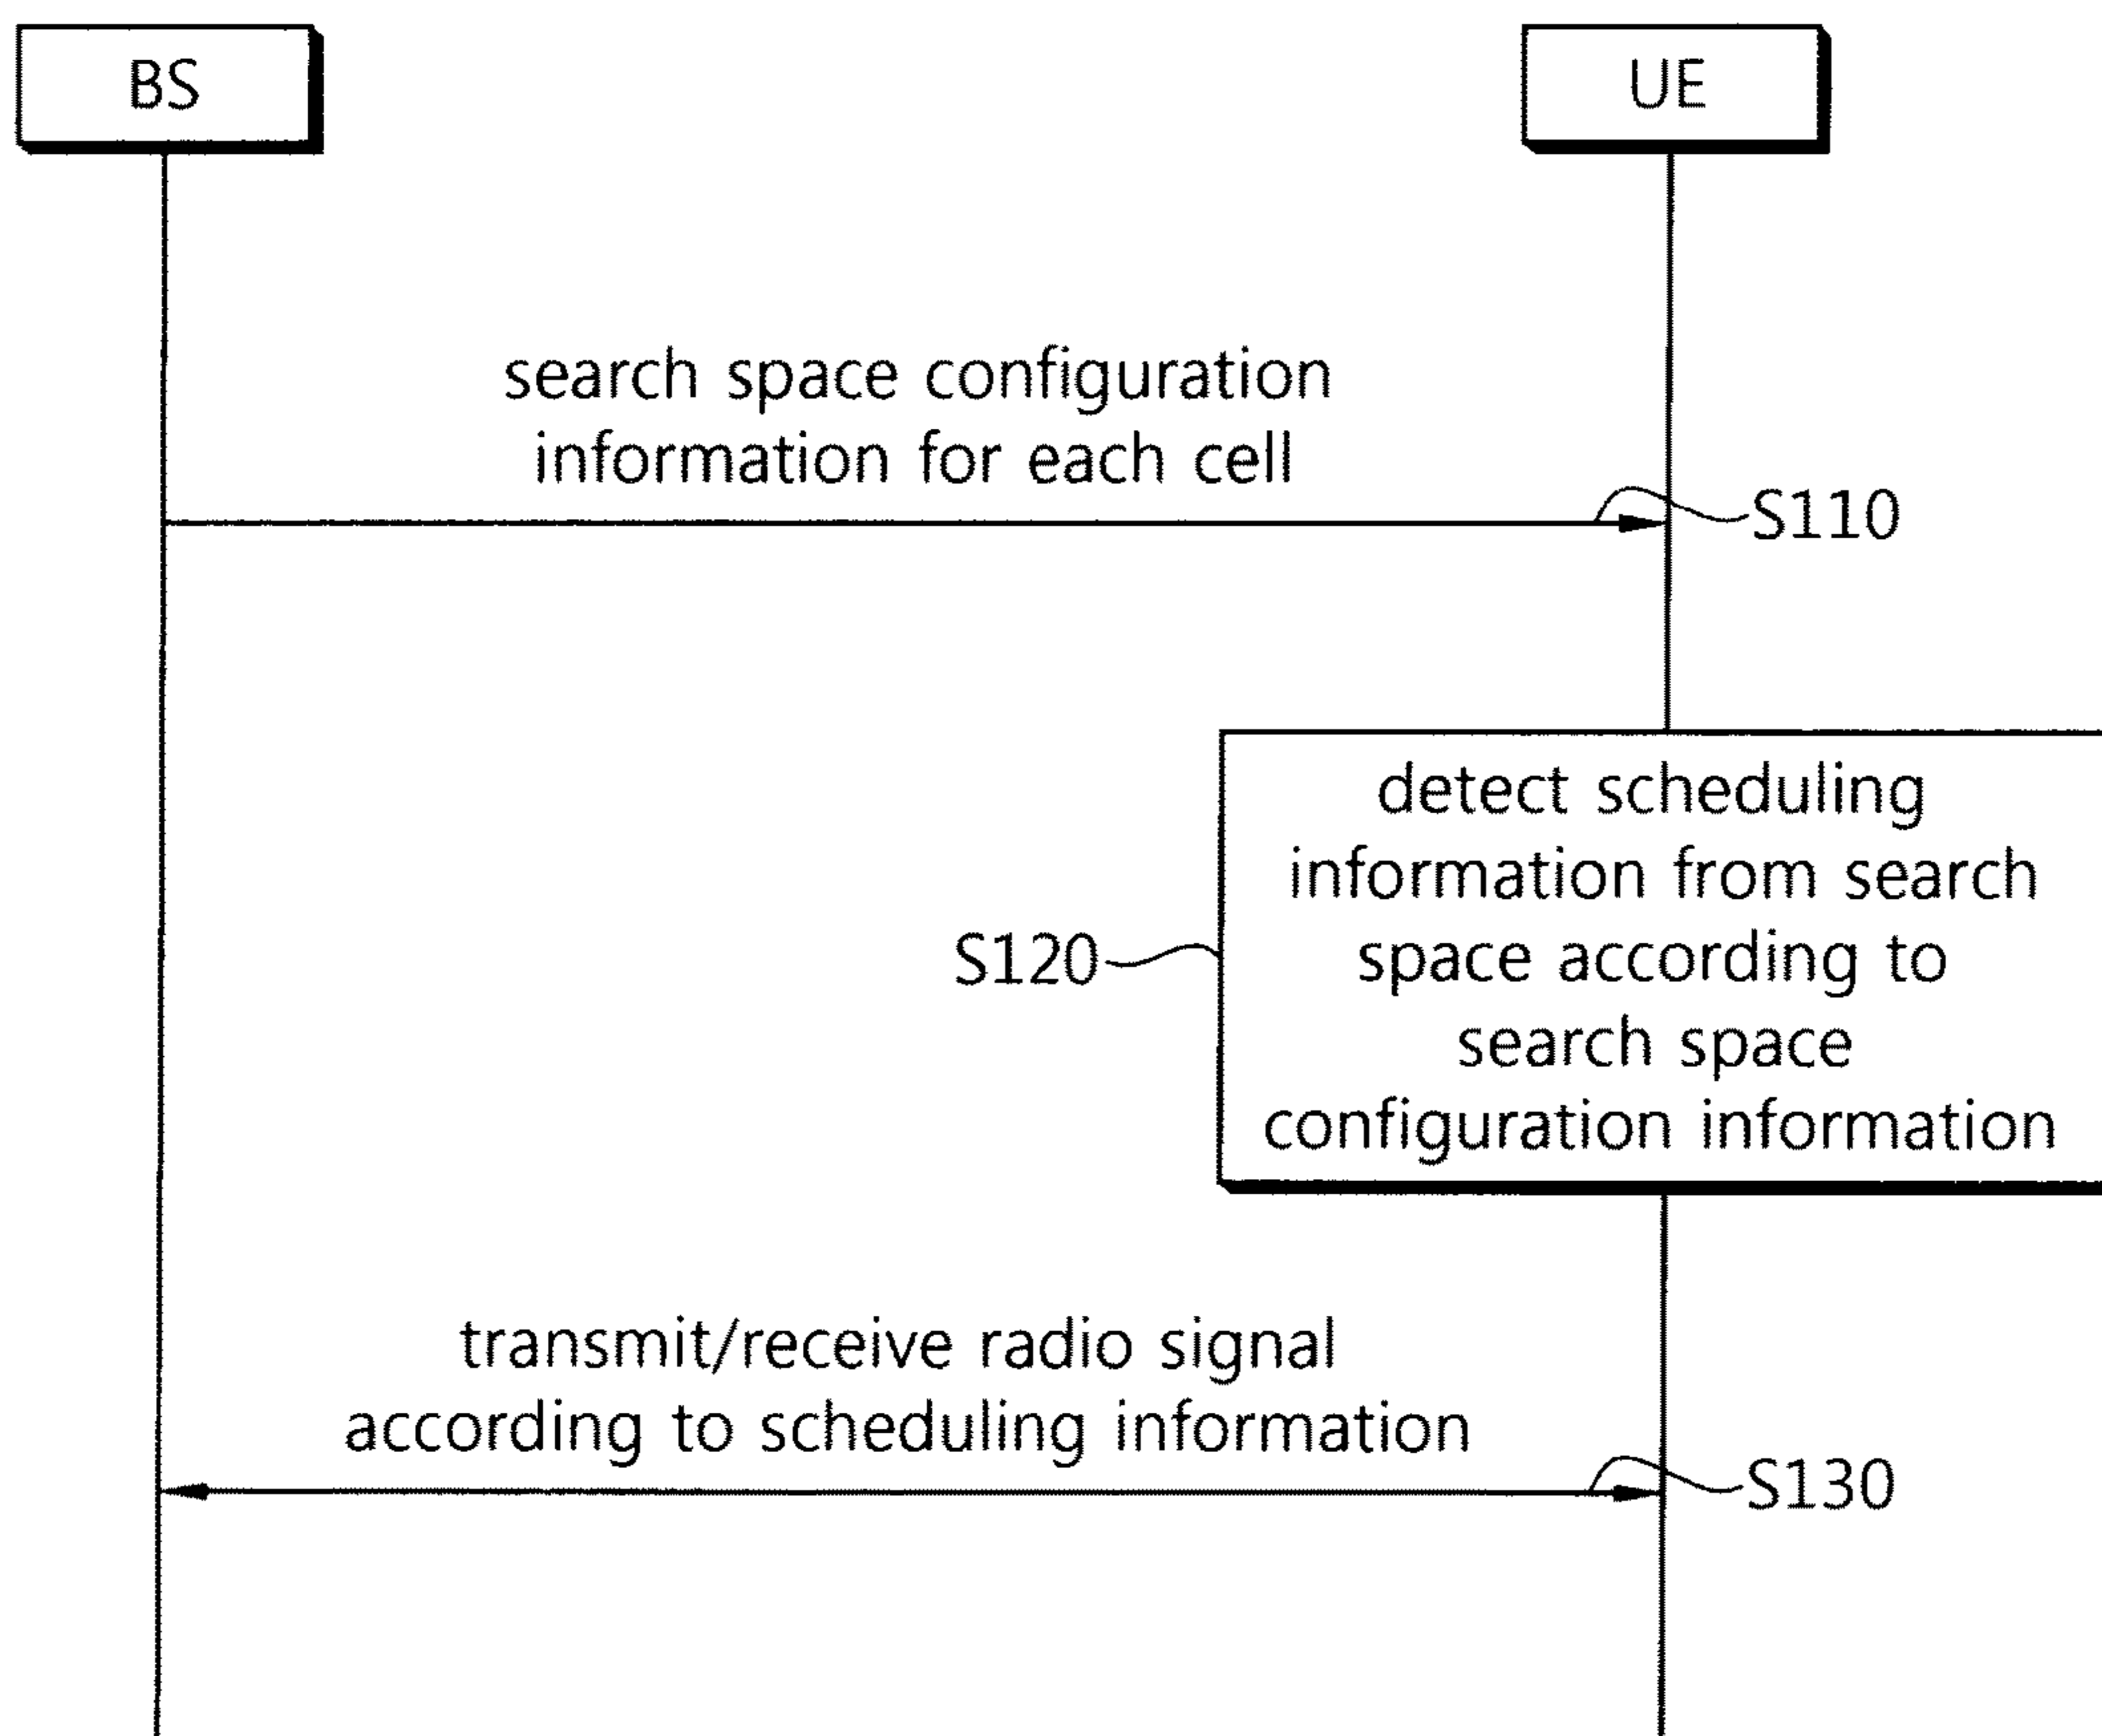 BS
UE
search space configuration
information for each cell
S110
detect scheduling
information from search
space according to
search space
configuration information
S120
transmit/receive radio signal
according to scheduling information
S130